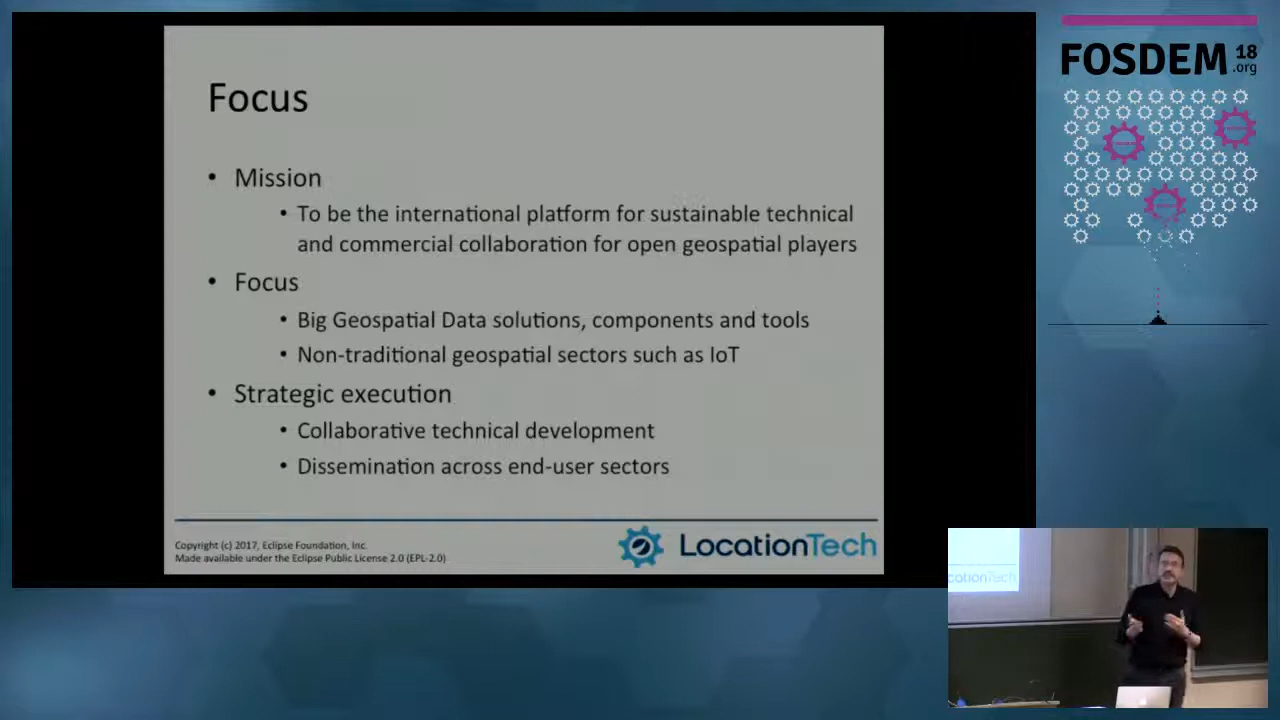 Focus
• Mission
• To be the international platform for sustainable technical
and commercial collaboration for open geospatial players
• Focus
• Big Geospatial Data solutions, components and tools
• Non-traditional geospatial sectors such as IoT
• Strategic execution
• Collaborative technical development
• Dissemination across end-user sectors
Copyright (c) 2017, Eclipse Foundation, Inc.
Made available under the Eclipse Public License 2.0 (EPL-2.0)
LocationTech
FOSDEM 18
.org
cationTech